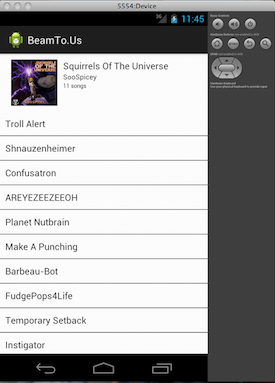 5554:Device
3G
11:45
BeamTo.Us
Squirrels Of The Universe
SooSpicey
11 songs
Troll Alert
Shnauzenheimer
Confusatron
AREYEZEEZEEOH
Planet Nutbrain
Make A Punching
Barbeau-Bot
FudgePops4Life
Temporary Setback
Instigator